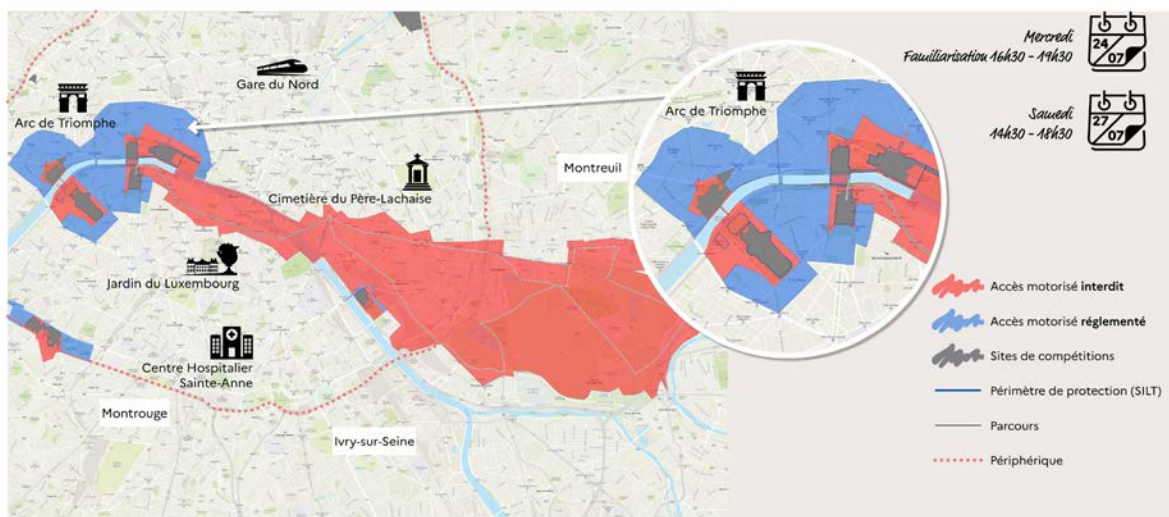 Mercredi
Familiarisation 16h30 - 19h30
24
07
Samedi
14h30 - 18h30
27
07
Gare du Nord
Arc de Triomphe
Arc de Triomphe
Montreuil
Cimetière du Père-Lachaise
Jardin du Luxembourg
Centre Hospitalier
Sainte-Anne
Montrouge
Ivry-sur-Seine
Accès motorisé interdit
Accès motorisé réglementé
Sites de compétitions
Périmètre de protection (SILT)
Parcours
Périphérique